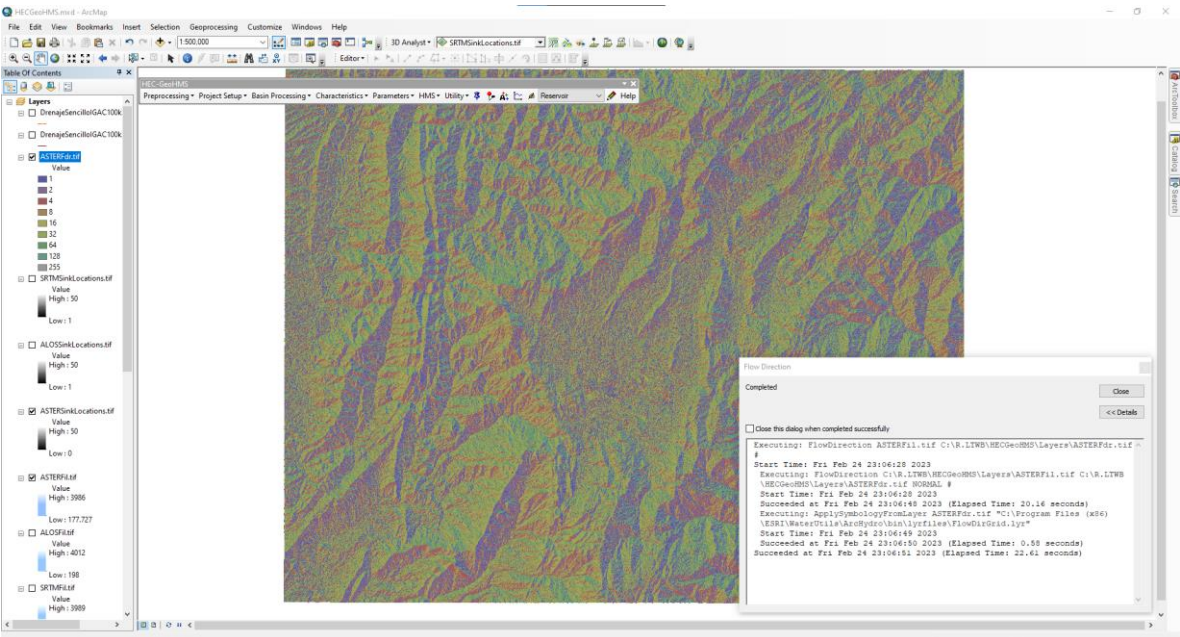 HECGeoHMS.mxd - ArcMap
File Edit View Bookmarks Insert Selection Geoprocessing Customize Windows Help
1:500,000
3D Analyst
SRTMSinkLocations.tif
Editor
Table Of Contents
HEC-GeoHMS
Preprocessing Project Setup Basin Processing Characteristics Parameters HMS Utility Reservoir Help
Layers
DrenajeSencilloIGAC100k
DrenajeSencilloIGAC100k
ASTERFdr.tif
Value
1
2
4
8
16
32
64
128
255
SRTMSinkLocations.tif
Value
High : 50
Low : 1
ALOSSinkLocations.tif
Value
High : 50
Low : 1
ASTERSinkLocations.tif
Value
High : 50
Low : 0
ASTERFil.tif
Value
High : 3986
Low : 177.727
ALOSFil.tif
Value
High : 4012
Low : 198
SRTMFil.tif
Value
High : 3989
ArcToolbox
Catalog
Search
Flow Direction
Completed
Close
<< Details
Close this dialog when completed successfully
Executing: FlowDirection ASTERFil.tif C:\R.LTWB\HECGeoHMS\Layers\ASTERFdr.tif
#
Start Time: Fri Feb 24 23:06:28 2023
Executing: FlowDirection C:\R.LTWB\HECGeoHMS\Layers\ASTERFil.tif C:\R.LTWB
\HECGeoHMS\Layers\ASTERFdr.tif NORMAL #
Start Time: Fri Feb 24 23:06:28 2023
Succeeded at Fri Feb 24 23:06:48 2023 (Elapsed Time: 20.16 seconds)
Executing: ApplySymbologyFromLayer ASTERFdr.tif "C:\Program Files (x86)
\ESRI\WaterUtils\ArcHydro\bin\lyrfiles\FlowDirGrid.lyr"
Start Time: Fri Feb 24 23:06:49 2023
Succeeded at Fri Feb 24 23:06:50 2023 (Elapsed Time: 0.58 seconds)
Succeeded at Fri Feb 24 23:06:51 2023 (Elapsed Time: 22.61 seconds)